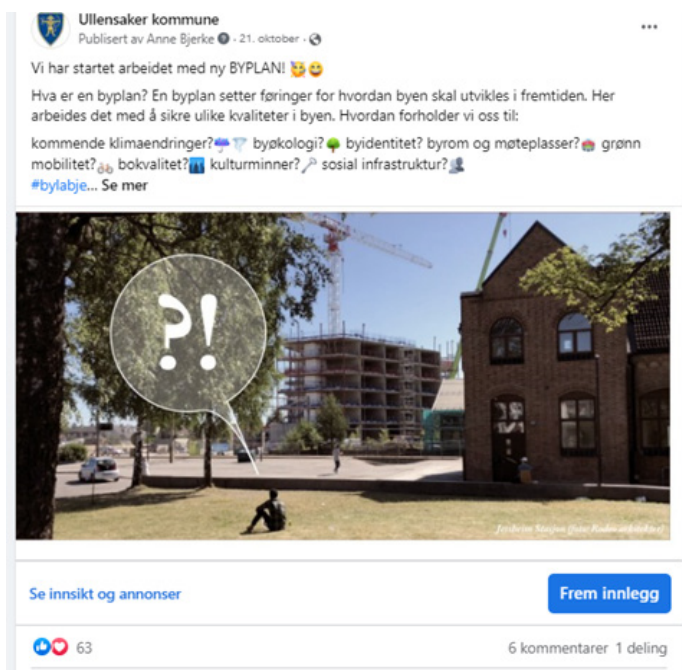 Ullensaker kommune
Publisert av Anne Bjerke · 21. oktober ·
Vi har startet arbeidet med ny BYPLAN! 🥳😄
Hva er en byplan? En byplan setter føringer for hvordan byen skal utvikles i fremtiden. Her
arbeides det med å sikre ulike kvaliteter i byen. Hvordan forholder vi oss til:
kommende klimaendringer?☔🌪 byøkologi?🌳 byidentitet? byrom og møteplasser? grønn
mobilitet?🚲 bokvalitet? kulturminner? sosial infrastruktur?👥
#bylabje... Se mer
?!
Se innsikt og annonser
Frem innlegg
63
6 kommentarer 1 deling